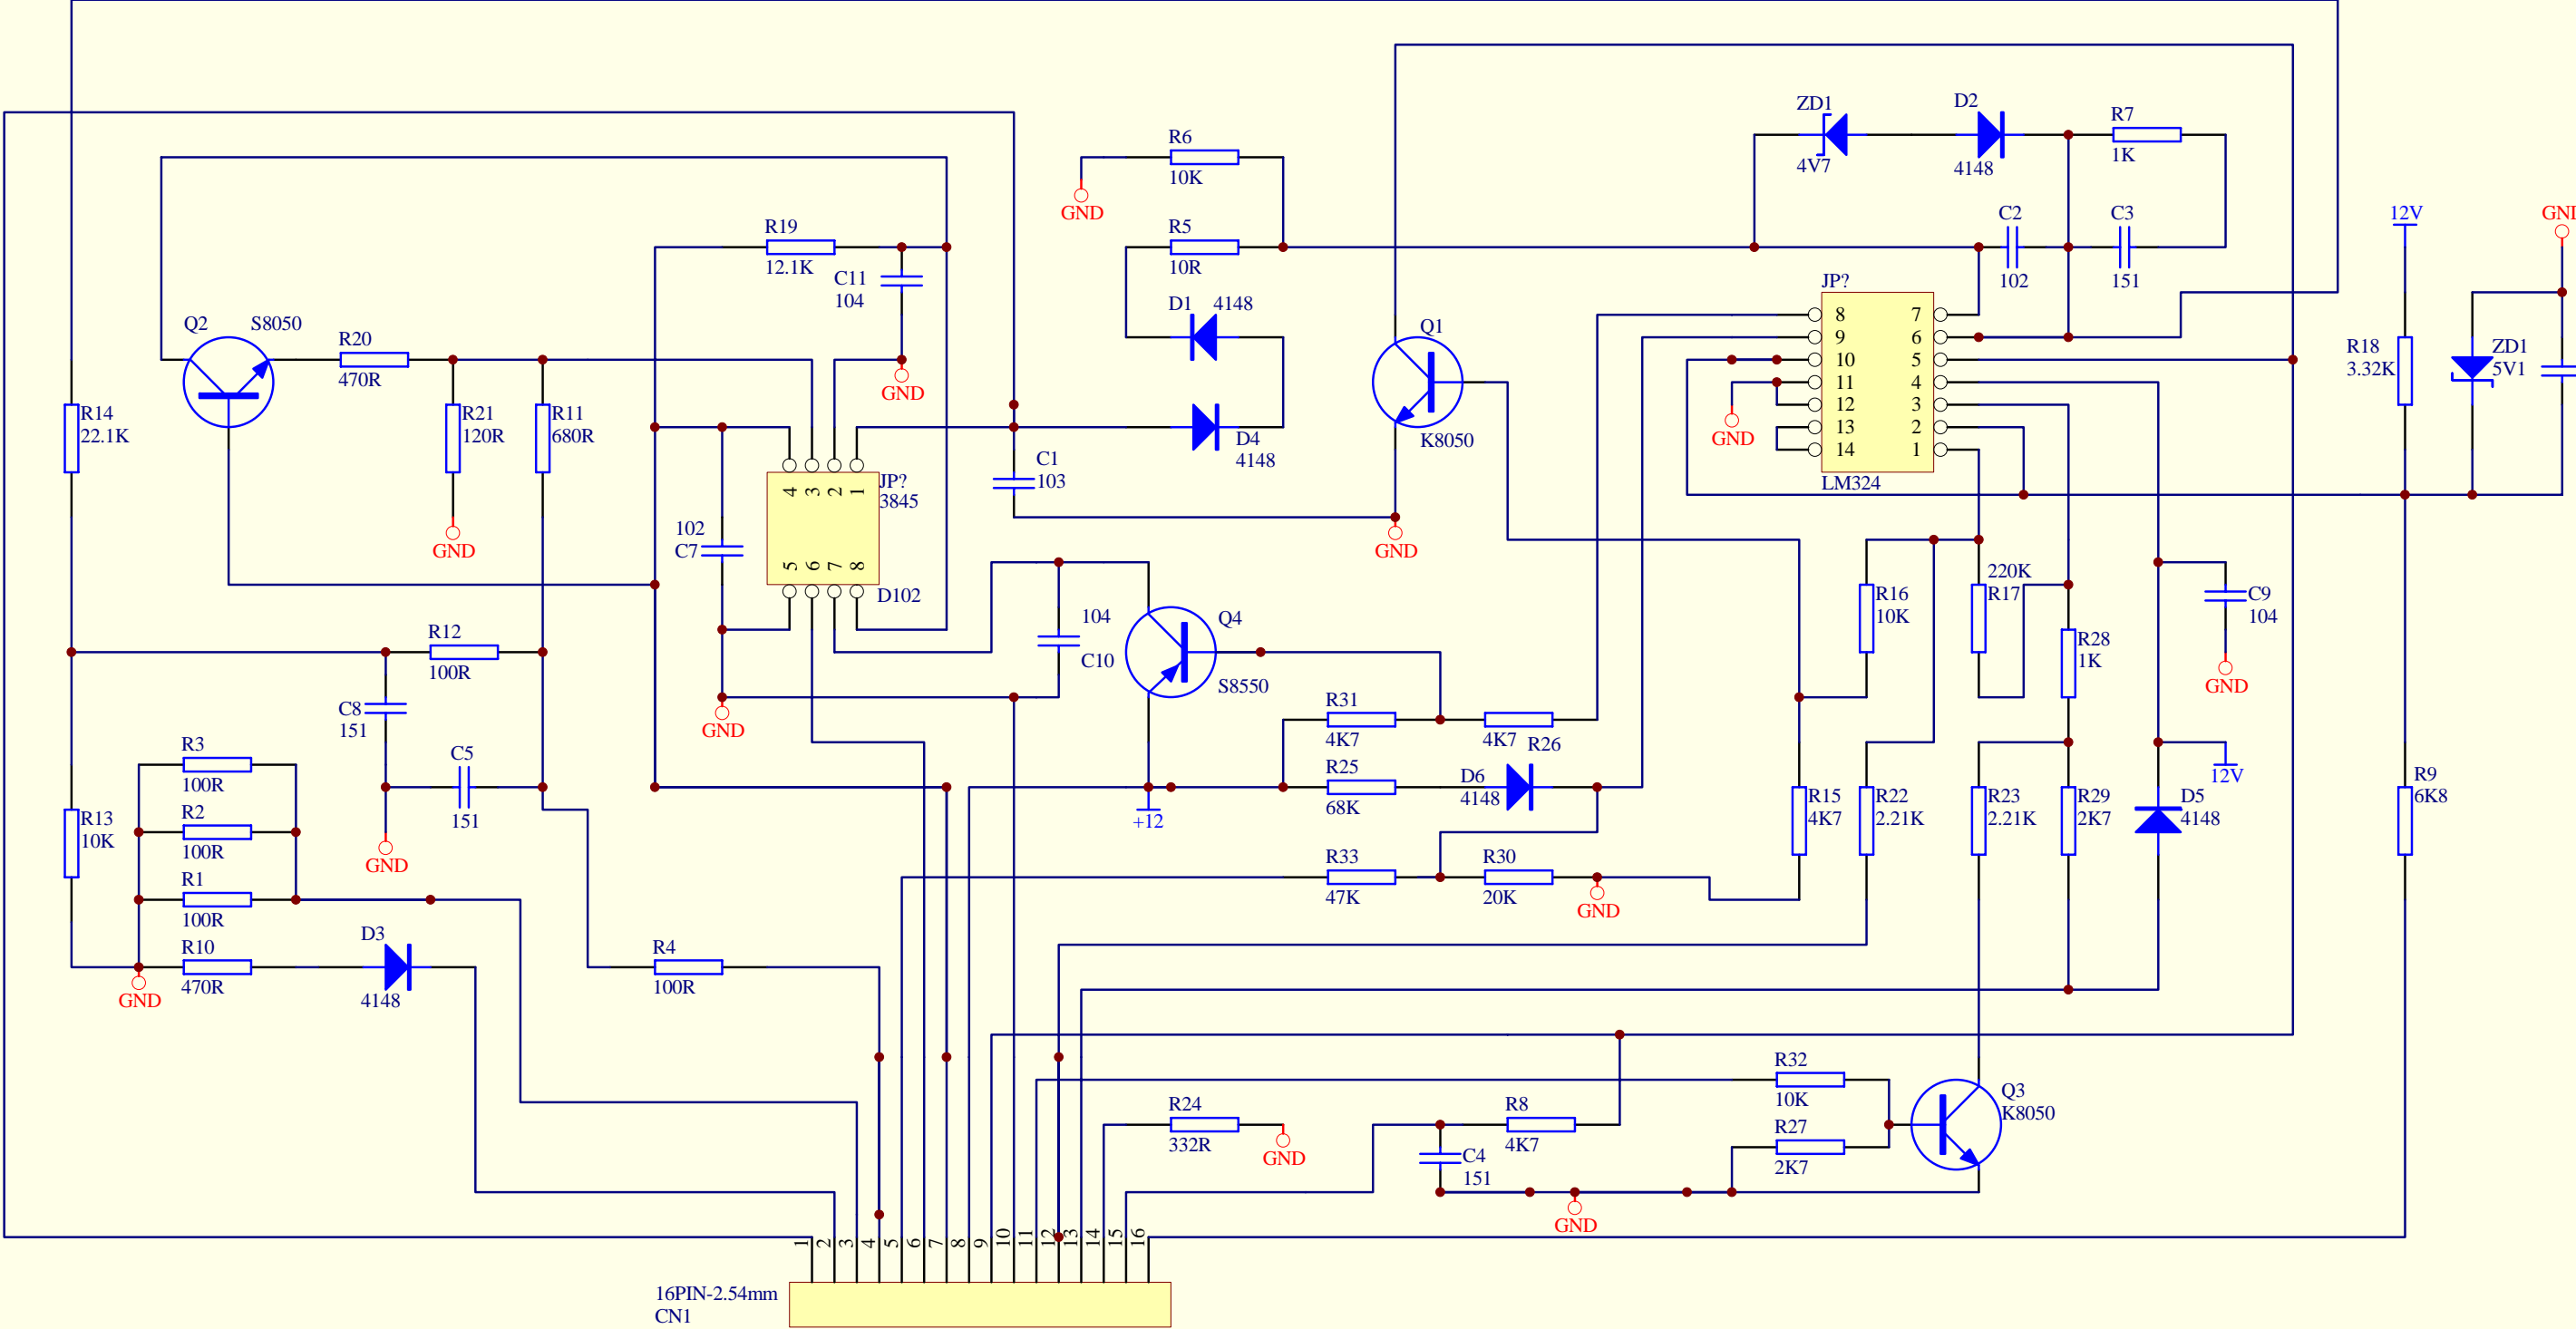 ZD1
4V7
D2
4148
R7
1K
R6
10K
GND
R5
10R
C2
102
C3
151
12V
GND
R19
12.1K
C11
104
D1
4148
JP?
Q2
S8050
R20
470R
Q1
K8050
8
9
10
11
12
13
14
7
6
5
4
3
2
1
LM324
R18
3.32K
ZD1
5V1
GND
GND
R14
22.1K
R21
120R
R11
680R
D4
4148
C1
103
JP?
3845
4
3
2
1
5
6
7
8
D102
102
C7
GND
GND
220K
R17
R16
10K
C9
104
GND
104
C10
Q4
S8550
R28
1K
R12
100R
C8
151
GND
R31
4K7
4K7
R26
R3
100R
C5
151
R25
68K
D6
4148
+12
12V
R9
6K8
R13
10K
R2
100R
GND
R15
4K7
R22
2.21K
R23
2.21K
R29
2K7
D5
4148
R1
100R
R33
47K
R30
20K
GND
R10
470R
GND
D3
4148
R4
100R
R32
10K
Q3
K8050
R24
332R
GND
R8
4K7
C4
151
R27
2K7
GND
1
2
3
4
5
6
7
8
9
10
11
12
13
14
15
16
16PIN-2.54mm
CN1